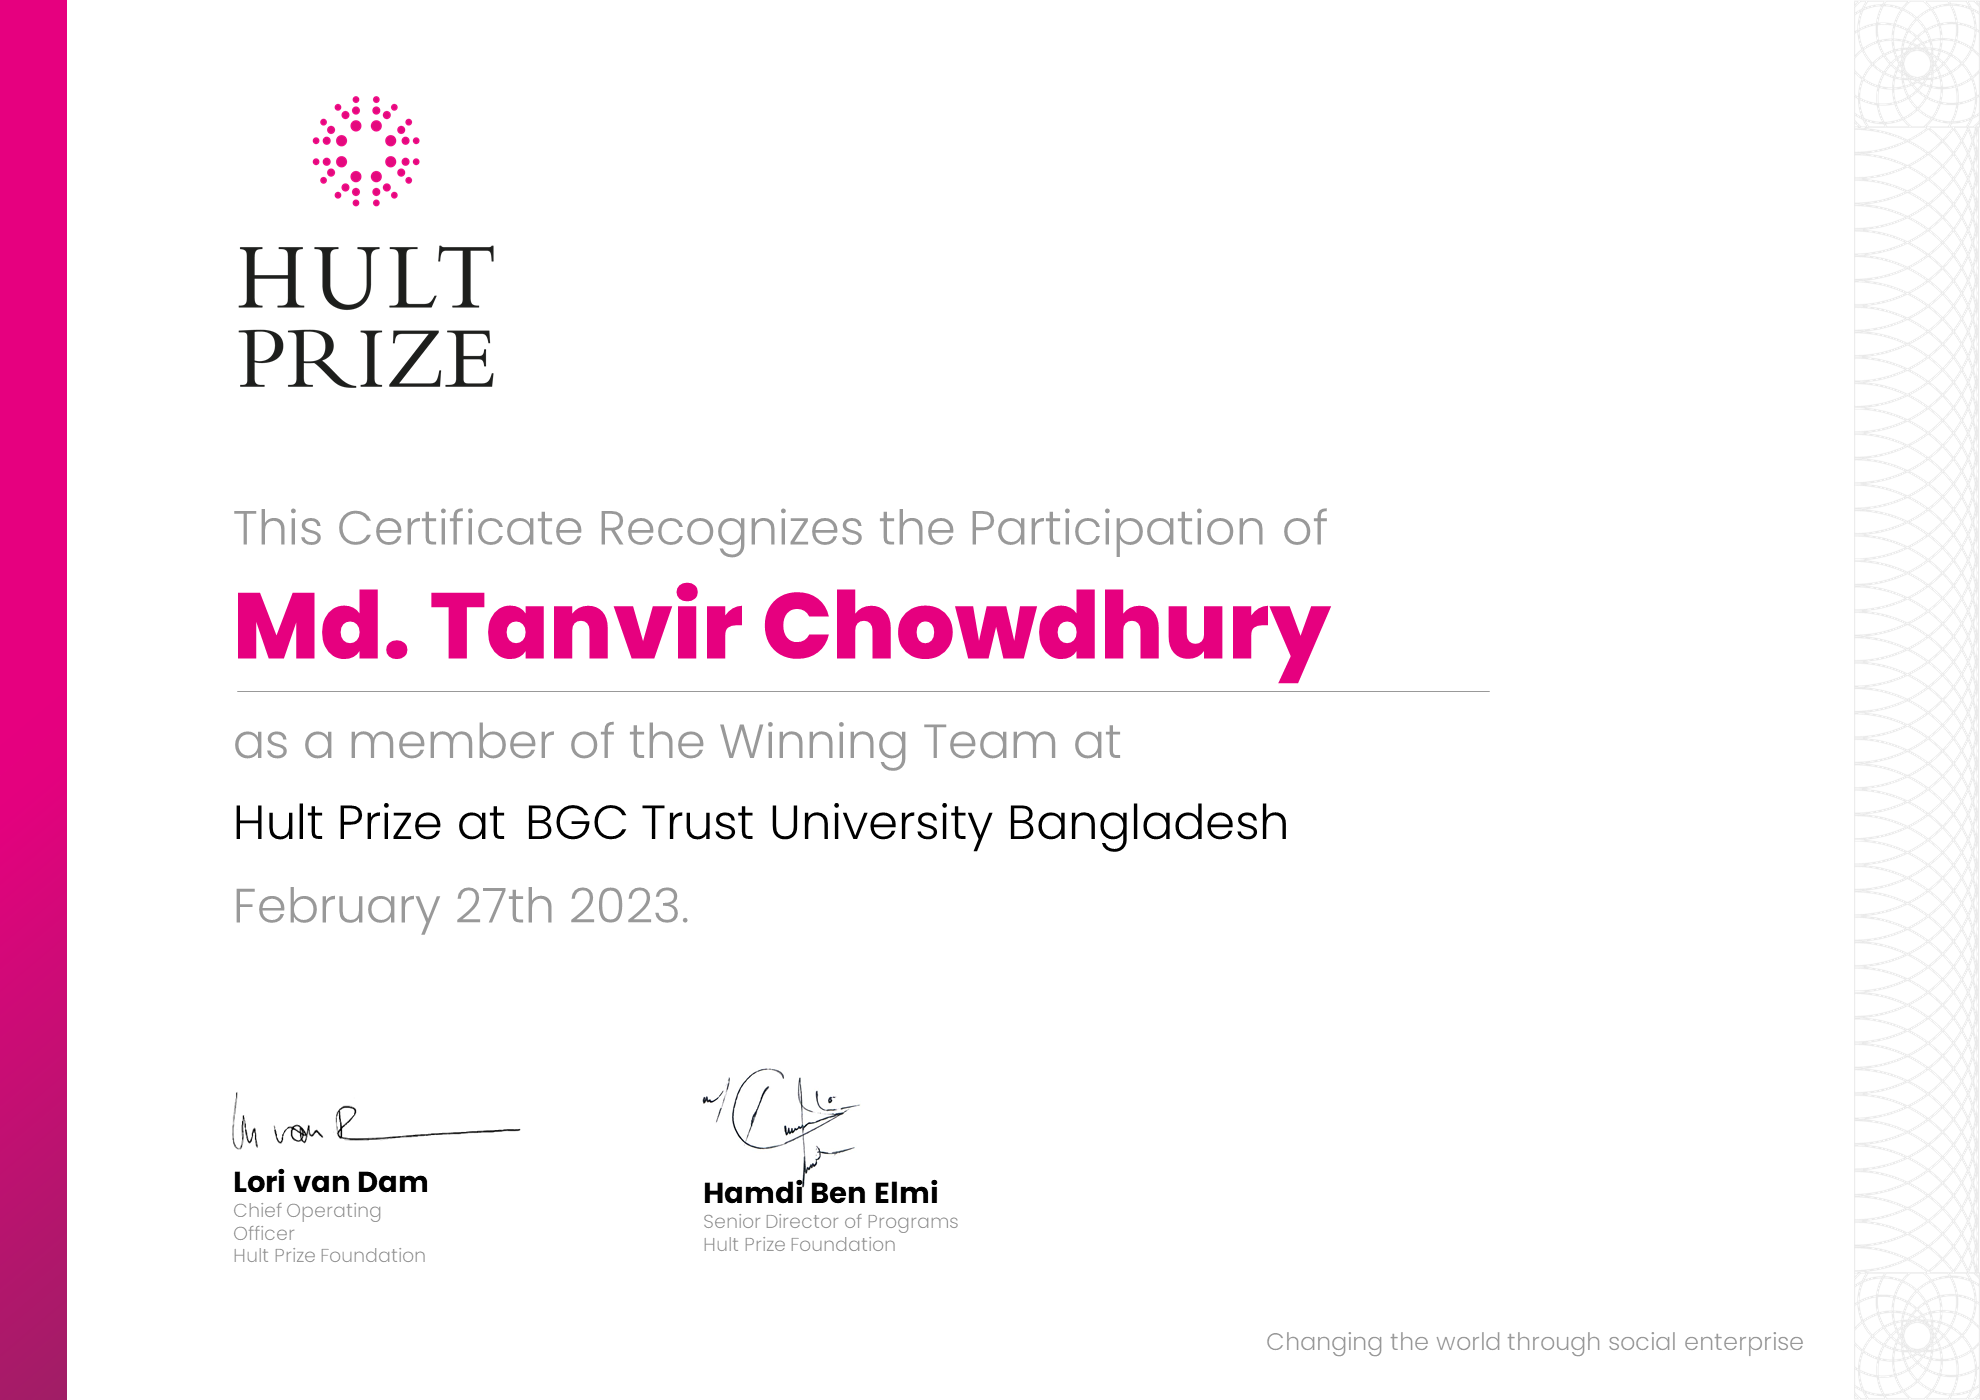 HULT
PRIZE
This Certificate Recognizes the Participation of
Md. Tanvir Chowdhury
as a member of the Winning Team at
Hult Prize at BGC Trust University Bangladesh
February 27th 2023.
Lori van Dam
Chief Operating
Officer
Hult Prize Foundation
Hamdi Ben Elmi
Senior Director of Programs
Hult Prize Foundation
Changing the world through social enterprise